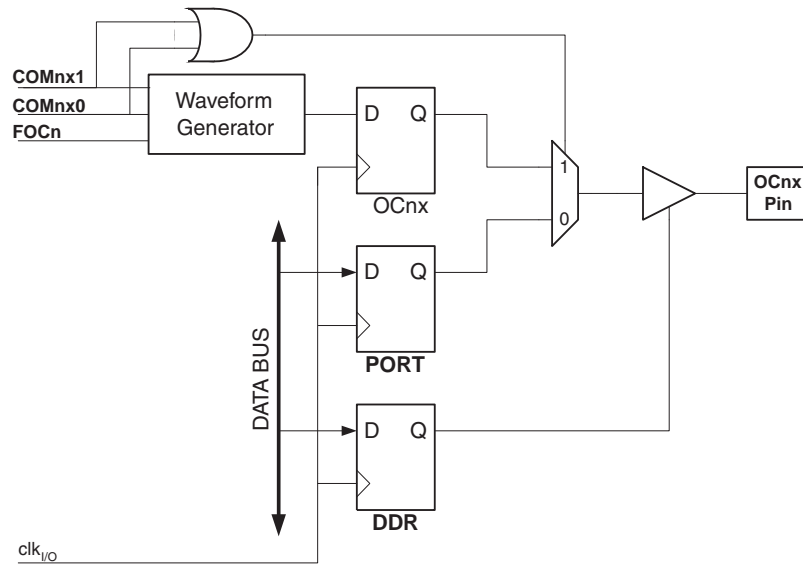 COMnx1
COMnx0
FOCn
Waveform
Generator
D Q
OCnx
1
0
OCnx
Pin
D Q
PORT
DATA BUS
D Q
DDR
clkI/O